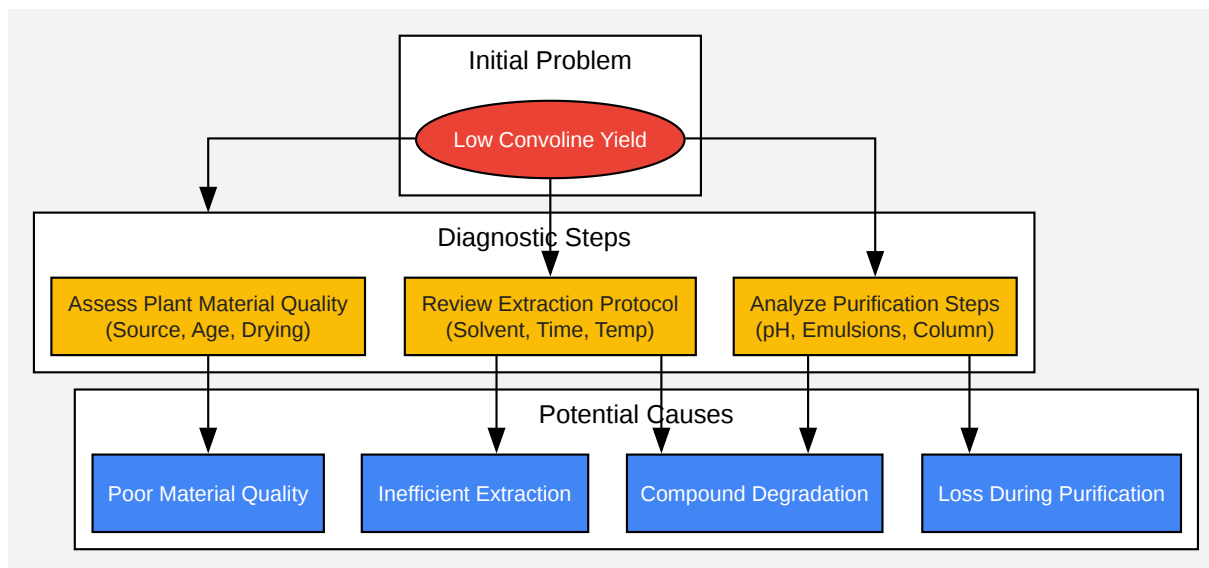 Initial Problem
Low Convoline Yield
Diagnostic Steps
Assess Plant Material Quality
(Source, Age, Drying)
Review Extraction Protocol
(Solvent, Time, Temp)
Analyze Purification Steps
(pH, Emulsions, Column)
Potential Causes
Poor Material Quality
Inefficient Extraction
Compound Degradation
Loss During Purification